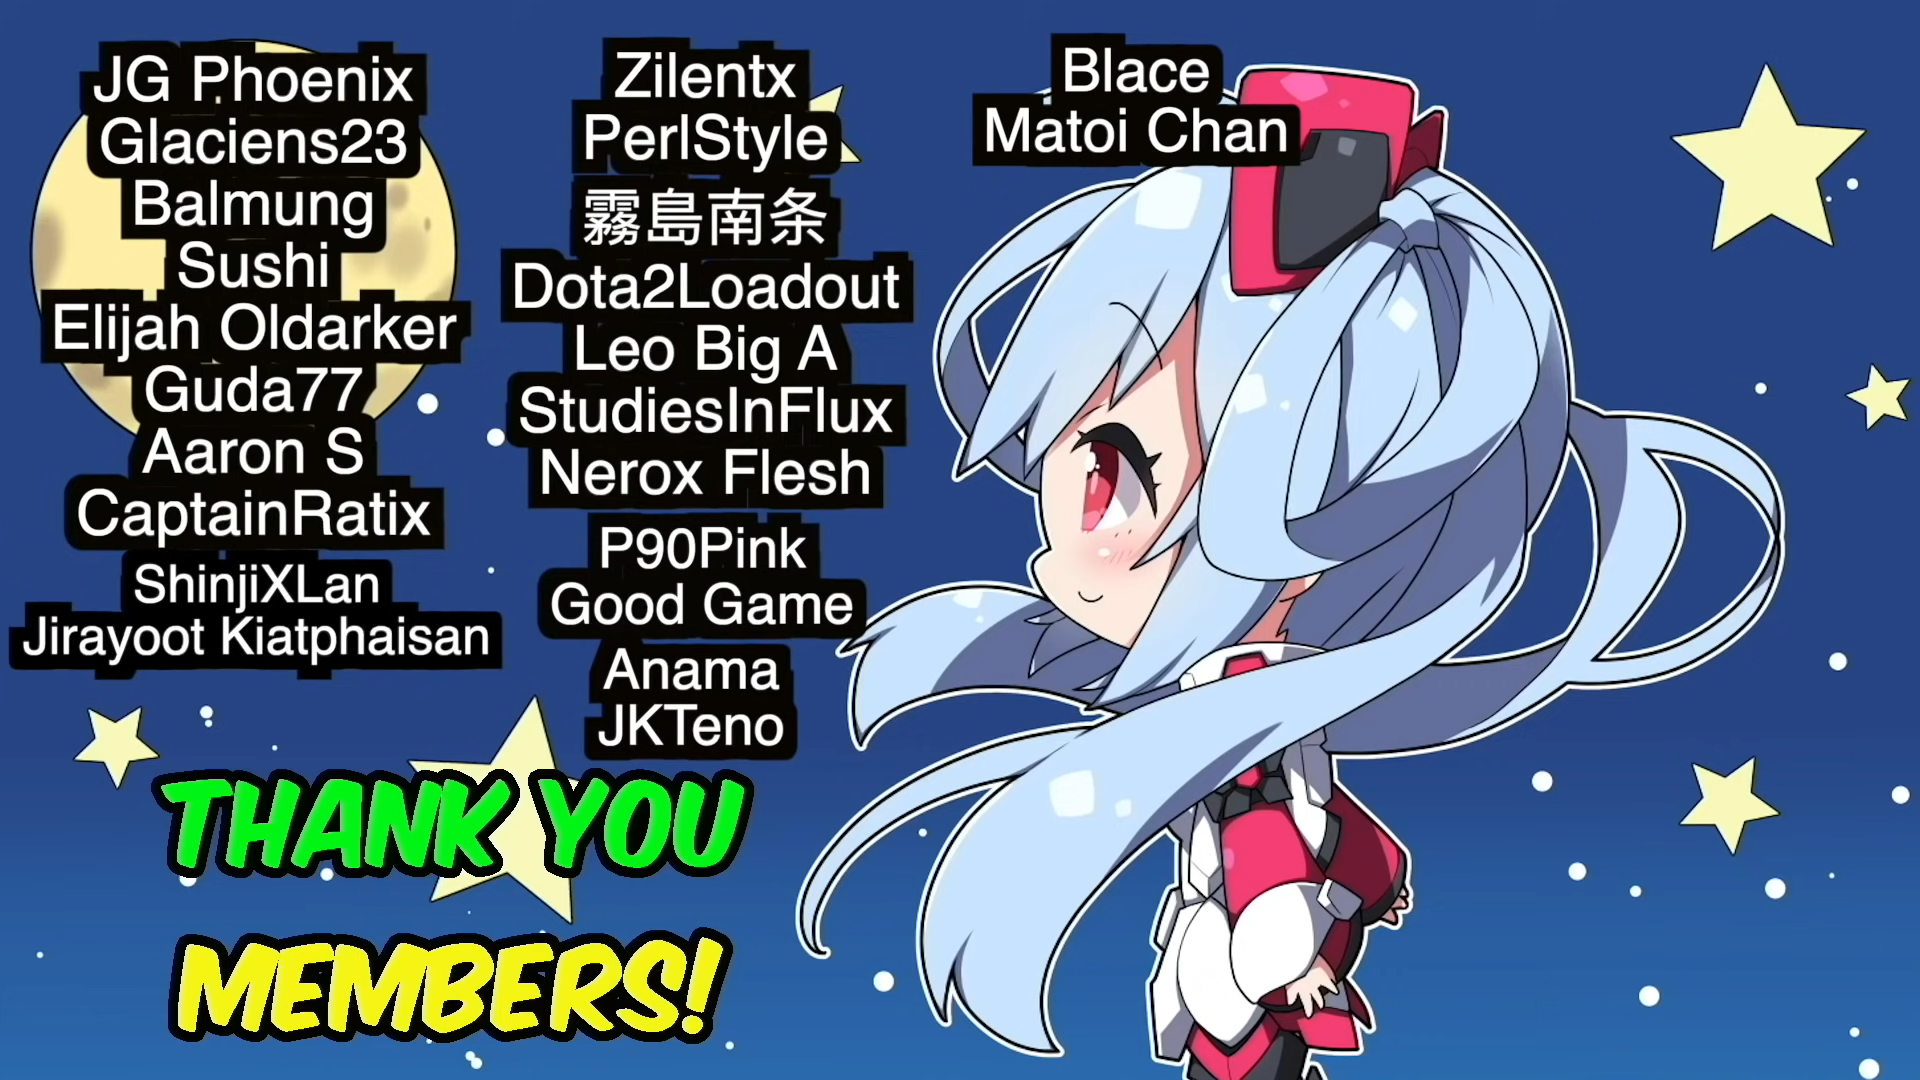 JG Phoenix
Glaciens23
Balmung
Sushi
Elijah Oldarker
Guda77
Aaron S
CaptainRatix
ShinjiXLan
Jirayoot Kiatphaisan
Zilentx
PerlStyle
霧島南条
Dota2Loadout
Leo Big A
StudiesInFlux
Nerox Flesh
P90Pink
Good Game
Anama
JKTeno
Blace
Matoi Chan
THANK YOU
MEMBERS!